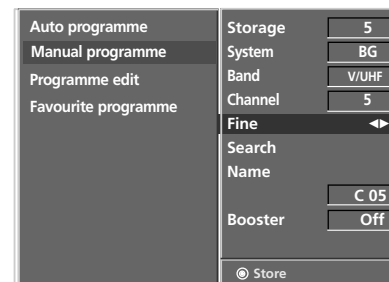 Auto programme
Manual programme
Programme edit
Favourite programme
Storage 5
System BG
Band V/UHF
Channel 5
Fine ◀▶
Search
Name
C 05
Booster Off
Store